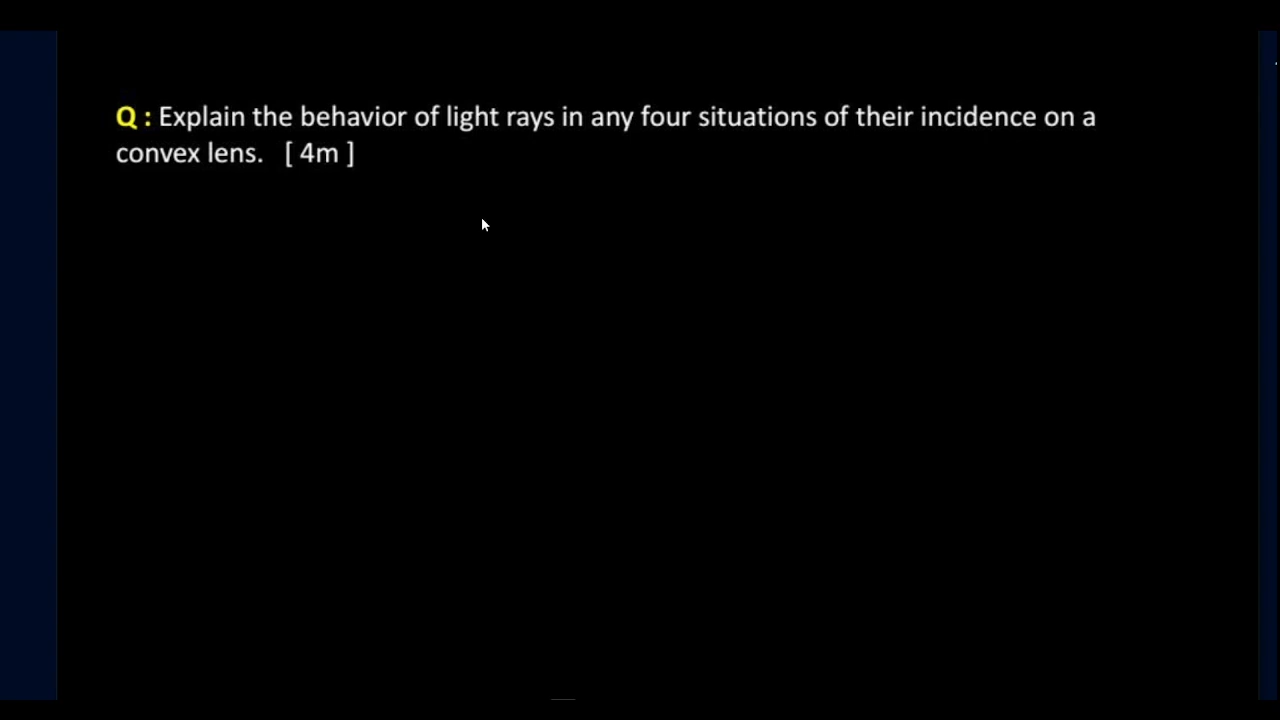 Q : Explain the behavior of light rays in any four situations of their incidence on a
convex lens. [ 4m ]